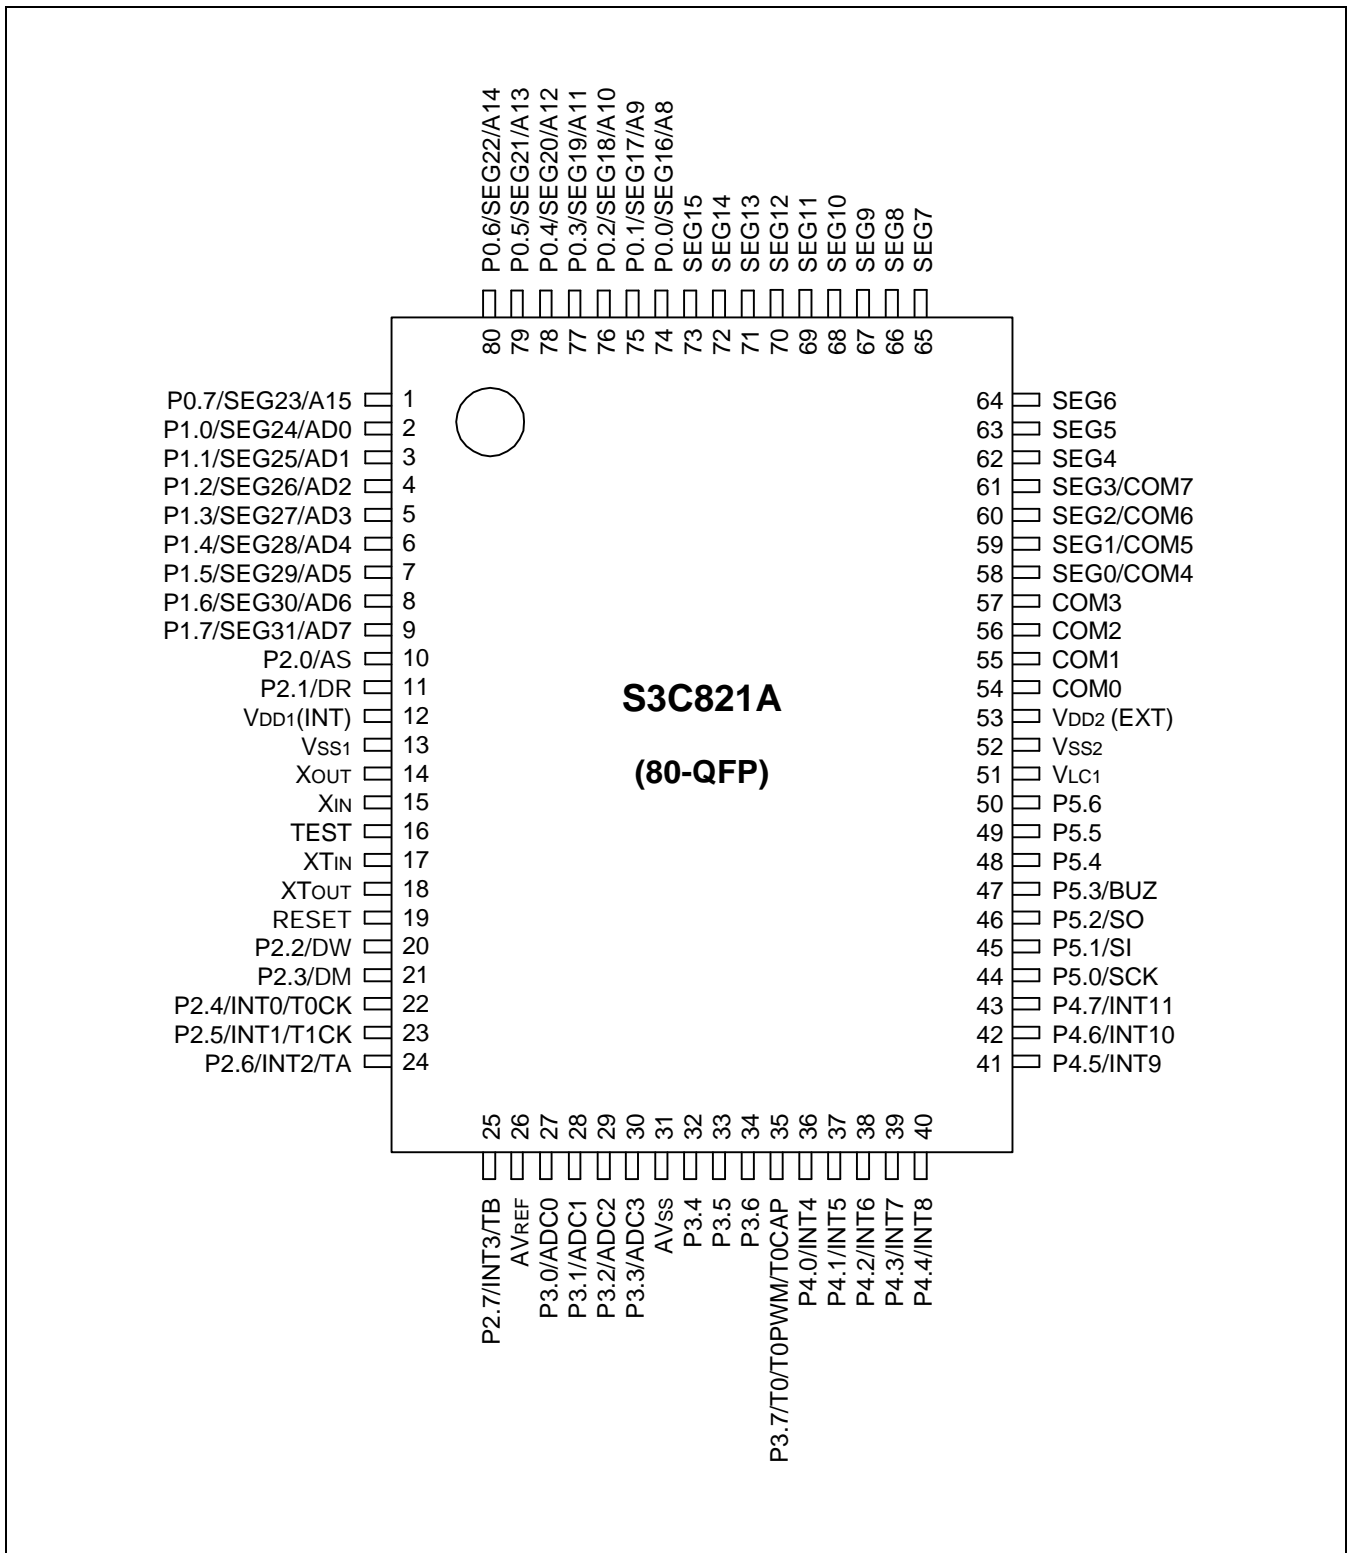 P0.6/SEG22/A14
P0.5/SEG21/A13
P0.4/SEG20/A12
P0.3/SEG19/A11
P0.2/SEG18/A10
P0.1/SEG17/A9
P0.0/SEG16/A8
SEG15
SEG14
SEG13
SEG12
SEG11
SEG10
SEG9
SEG8
SEG7
80 79 78 77 76 75 74 73 72 71 70 69 68 67 66 65
P0.7/SEG23/A15 1
P1.0/SEG24/AD0 2
P1.1/SEG25/AD1 3
P1.2/SEG26/AD2 4
P1.3/SEG27/AD3 5
P1.4/SEG28/AD4 6
P1.5/SEG29/AD5 7
P1.6/SEG30/AD6 8
P1.7/SEG31/AD7 9
P2.0/AS 10
P2.1/DR 11
VDD1(INT) 12
VSS1 13
XOUT 14
XIN 15
TEST 16
XTIN 17
XTOUT 18
RESET 19
P2.2/DW 20
P2.3/DM 21
P2.4/INT0/T0CK 22
P2.5/INT1/T1CK 23
P2.6/INT2/TA 24
S3C821A
(80-QFP)
64 SEG6
63 SEG5
62 SEG4
61 SEG3/COM7
60 SEG2/COM6
59 SEG1/COM5
58 SEG0/COM4
57 COM3
56 COM2
55 COM1
54 COM0
53 VDD2 (EXT)
52 VSS2
51 VLC1
50 P5.6
49 P5.5
48 P5.4
47 P5.3/BUZ
46 P5.2/SO
45 P5.1/SI
44 P5.0/SCK
43 P4.7/INT11
42 P4.6/INT10
41 P4.5/INT9
25 26 27 28 29 30 31 32 33 34 35 36 37 38 39 40
P2.7/INT3/TB
AVREF
P3.0/ADC0
P3.1/ADC1
P3.2/ADC2
P3.3/ADC3
AVSS
P3.4
P3.5
P3.6
P3.7/T0/T0PWM/T0CAP
P4.0/INT4
P4.1/INT5
P4.2/INT6
P4.3/INT7
P4.4/INT8